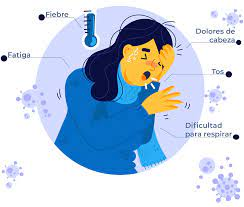 Fiebre
Dolores de
cabeza
Fatiga
Tos
Dificultad
para respirar